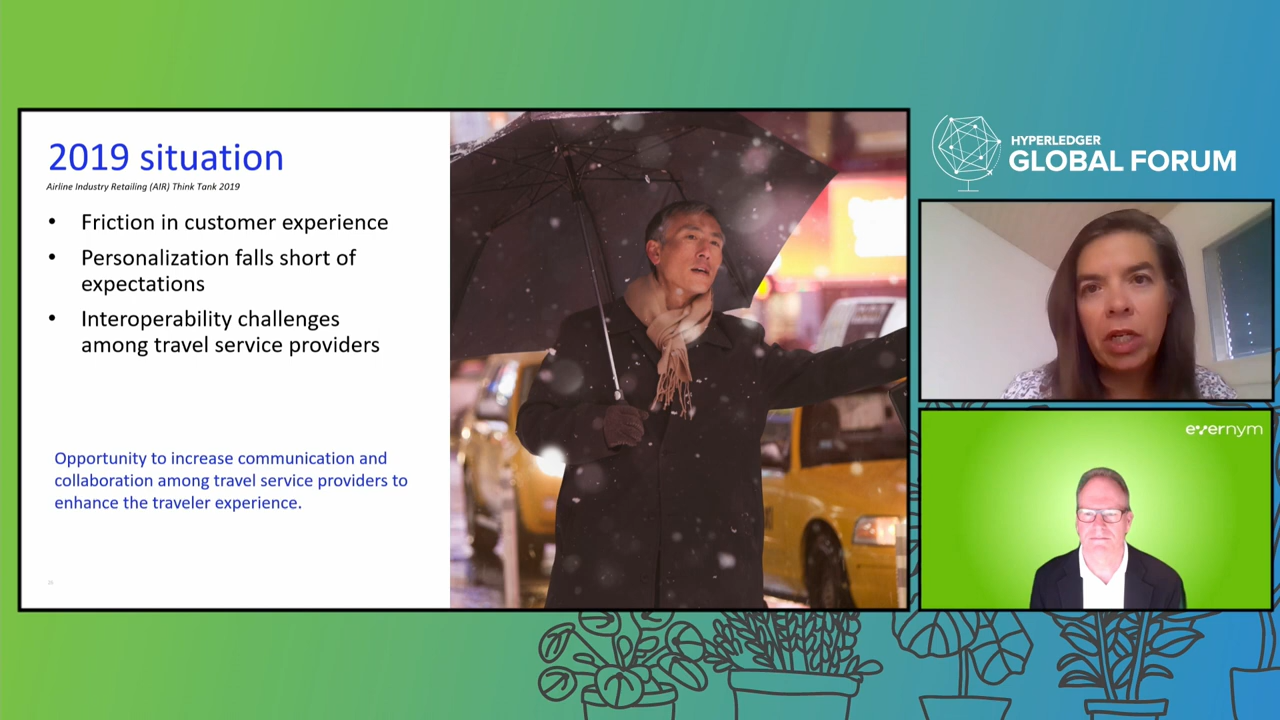 2019 situation
Airline Industry Retailing (AIR) Think Tank 2019
• Friction in customer experience
• Personalization falls short of
expectations
• Interoperability challenges
among travel service providers
Opportunity to increase communication and
collaboration among travel service providers to
enhance the traveler experience.
HYPERLEDGER
GLOBAL FORUM
evernym